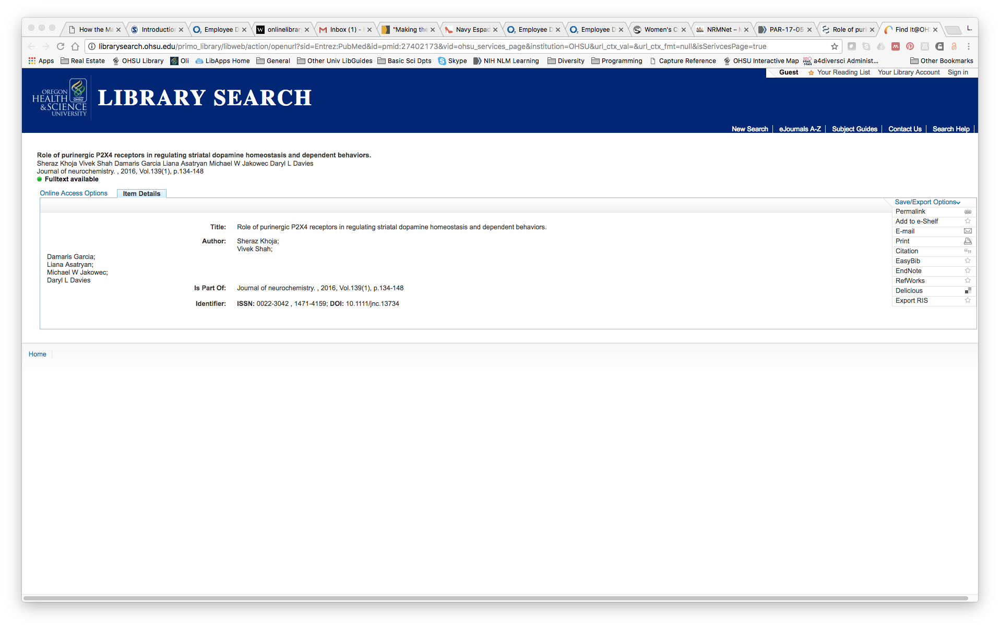 How the Ma
Introduction
Employee D
onlinelibrar
Inbox (1) -
"Making the
Navy Espad
Employee D
Employee D
Women's C
NRMNet –
PAR-17-05
Role of puri
Find It@OH
L.
librarysearch.ohsu.edu/primo_library/libweb/action/openurl?sid=Entrez:PubMed&id=pmid:27402173&vid=ohsu_services_page&institution=OHSU&url_ctx_val=&url_ctx_fmt=null&isSerivcesPage=true
Apps Real Estate OHSU Library Oli LibApps Home General Other Univ LibGuides Basic Sci Dpts Skype NIH NLM Learning Diversity Programming Capture Reference OHSU Interactive Map a4diversci Administ... Other Bookmarks
Guest Your Reading List Your Library Account Sign in
OREGON
HEALTH
&SCIENCE
UNIVERSITY
OHSU
LIBRARY SEARCH
New Search eJournals A-Z Subject Guides Contact Us Search Help
Role of purinergic P2X4 receptors in regulating striatal dopamine homeostasis and dependent behaviors.
Sheraz Khoja Vivek Shah Damaris Garcia Liana Asatryan Michael W Jakowec Daryl L Davies
Journal of neurochemistry. , 2016, Vol.139(1), p.134-148
Fulltext available
Online Access Options Item Details
Title: Role of purinergic P2X4 receptors in regulating striatal dopamine homeostasis and dependent behaviors.
Author: Sheraz Khoja;
Vivek Shah;
Damaris Garcia;
Liana Asatryan;
Michael W Jakowec;
Daryl L Davies
Is Part Of: Journal of neurochemistry. , 2016, Vol.139(1), p.134-148
Identifier: ISSN: 0022-3042 , 1471-4159; DOI: 10.1111/jnc.13734
Save/Export Options
Permalink
Add to e-Shelf
E-mail
Print
Citation
EasyBib
EndNote
RefWorks
Delicious
Export RIS
Home